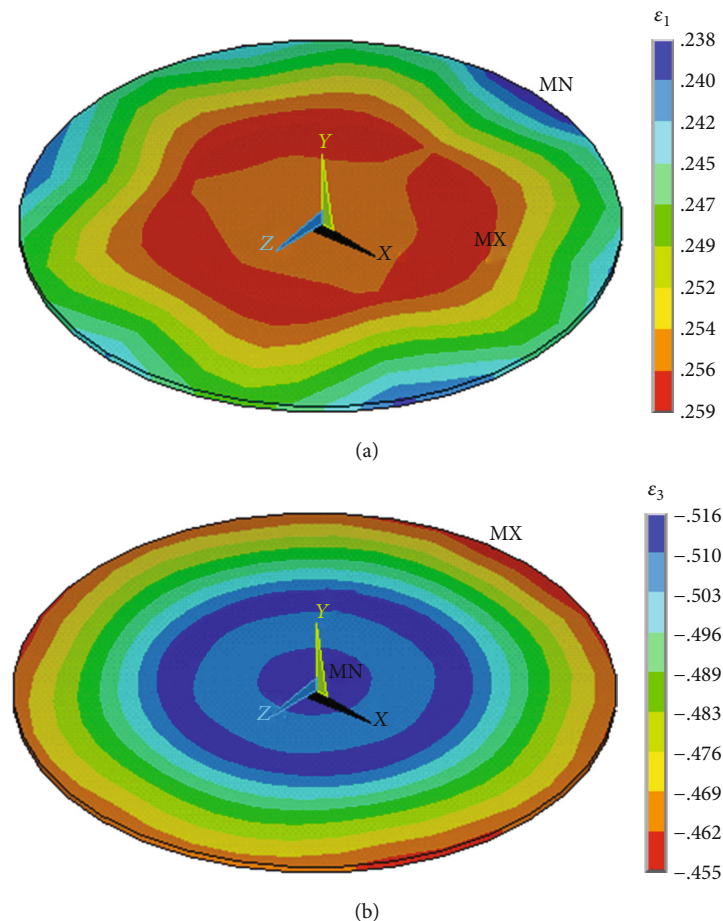 ε1
.238
.240
.242
.245
.247
.249
.252
.254
.256
.259
MN
Y
Z
X
MX
(a)
ε3
−.516
−.510
−.503
−.496
−.489
−.483
−.476
−.469
−.462
−.455
MX
Y
MN
Z
X
(b)